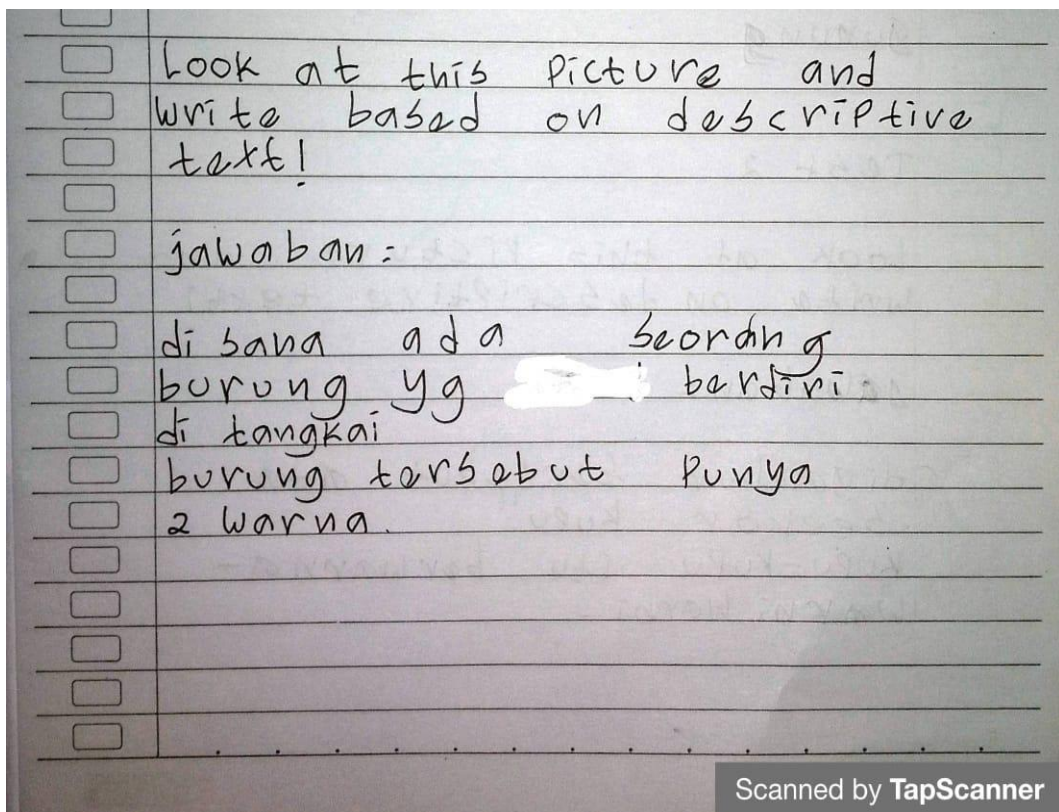 Look at this Picture and
write based on descriptive
text!
jawaban:
di sana ada seorang
burung yg berdiri
di tangkai
burung tersebut Punya
2 warna.
Scanned by TapScanner